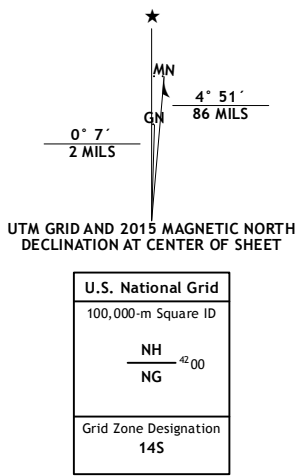 ★
MN
4° 51´
86 MILS
GN
0° 7´
2 MILS
UTM GRID AND 2015 MAGNETIC NORTH
DECLINATION AT CENTER OF SHEET
U.S. National Grid
100,000-m Square ID
NH
4200
NG
Grid Zone Designation
14S